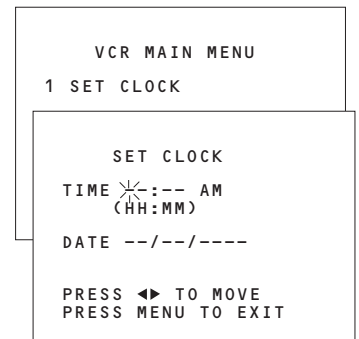 VCR MAIN MENU
1 SET CLOCK
SET CLOCK
TIME --:-- AM
(HH:MM)
DATE --/--/----
PRESS ◀▶ TO MOVE
PRESS MENU TO EXIT